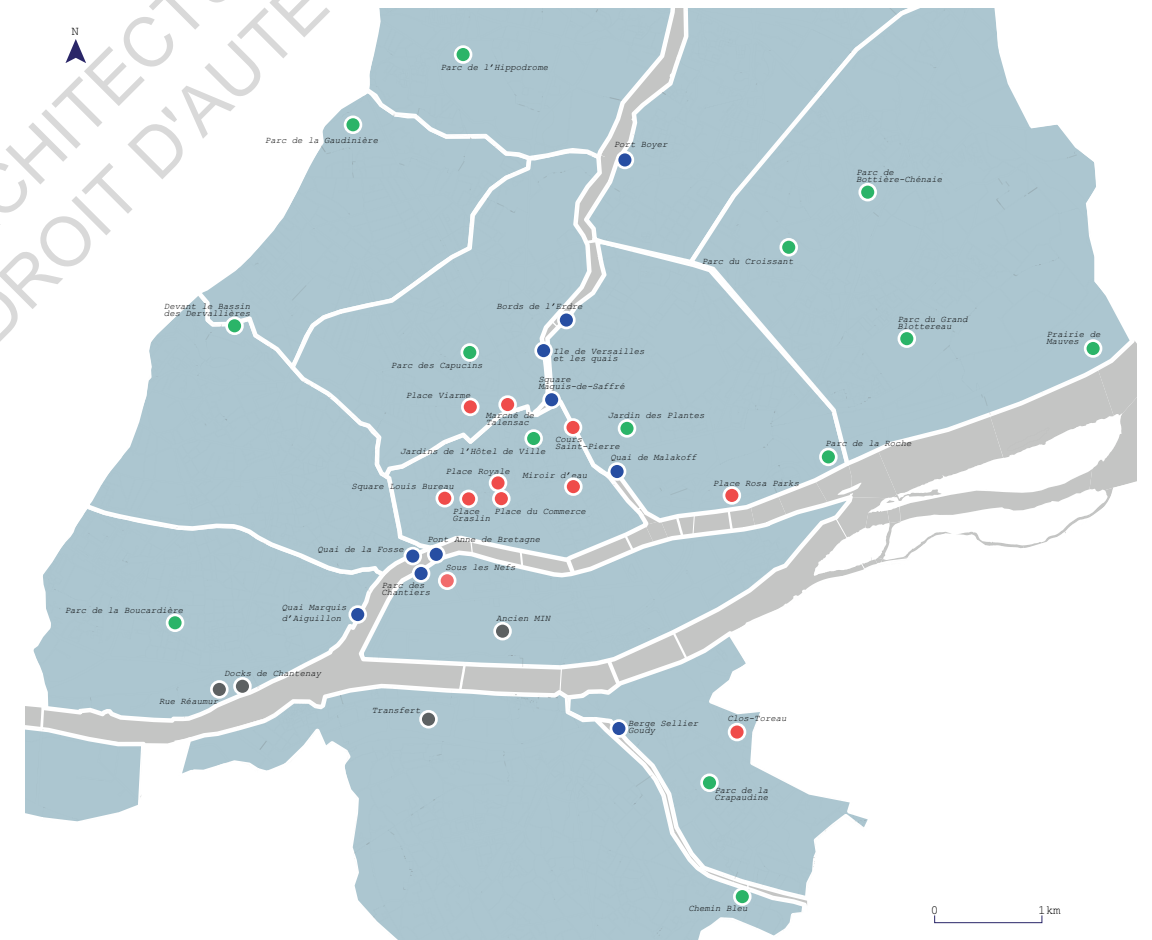 N
CHITECTU
DROIT D'AUTE
Parc de l'Hippodrome
Parc de la Gaudinière
Port Boyer
Parc de
Bottière-Chénaie
Parc du Croissant
Devant le Bassin
des Dervallières
Bords de l'Erdre
Parc du Grand
Blottereau
Prairie de
Mauves
Ile de Versailles
et les quais
Parc des Capucins
Square
Maquis-de-Saffré
Place Viarme
Marché de
Talensac
Jardin des Plantes
Cours
Saint-Pierre
Parc de la Roche
Jardins de l'Hôtel de Ville
Quai de Malakoff
Place Royale
Miroir d'eau
Square Louis Bureau
Place Rosa Parks
Place
Graslin
Place du Commerce
Pont Anne de Bretagne
Quai de la Fosse
Sous les Nefs
Parc des
Chantiers
Parc de la Boucardière
Quai Marquis
d'Aiguillon
Ancien MIN
Docks de Chantenay
Rue Réaumur
Transfert
Clos-Toreau
Berge Sellier
Goudy
Parc de la
Crapaudine
Chemin Bleu
0 1km